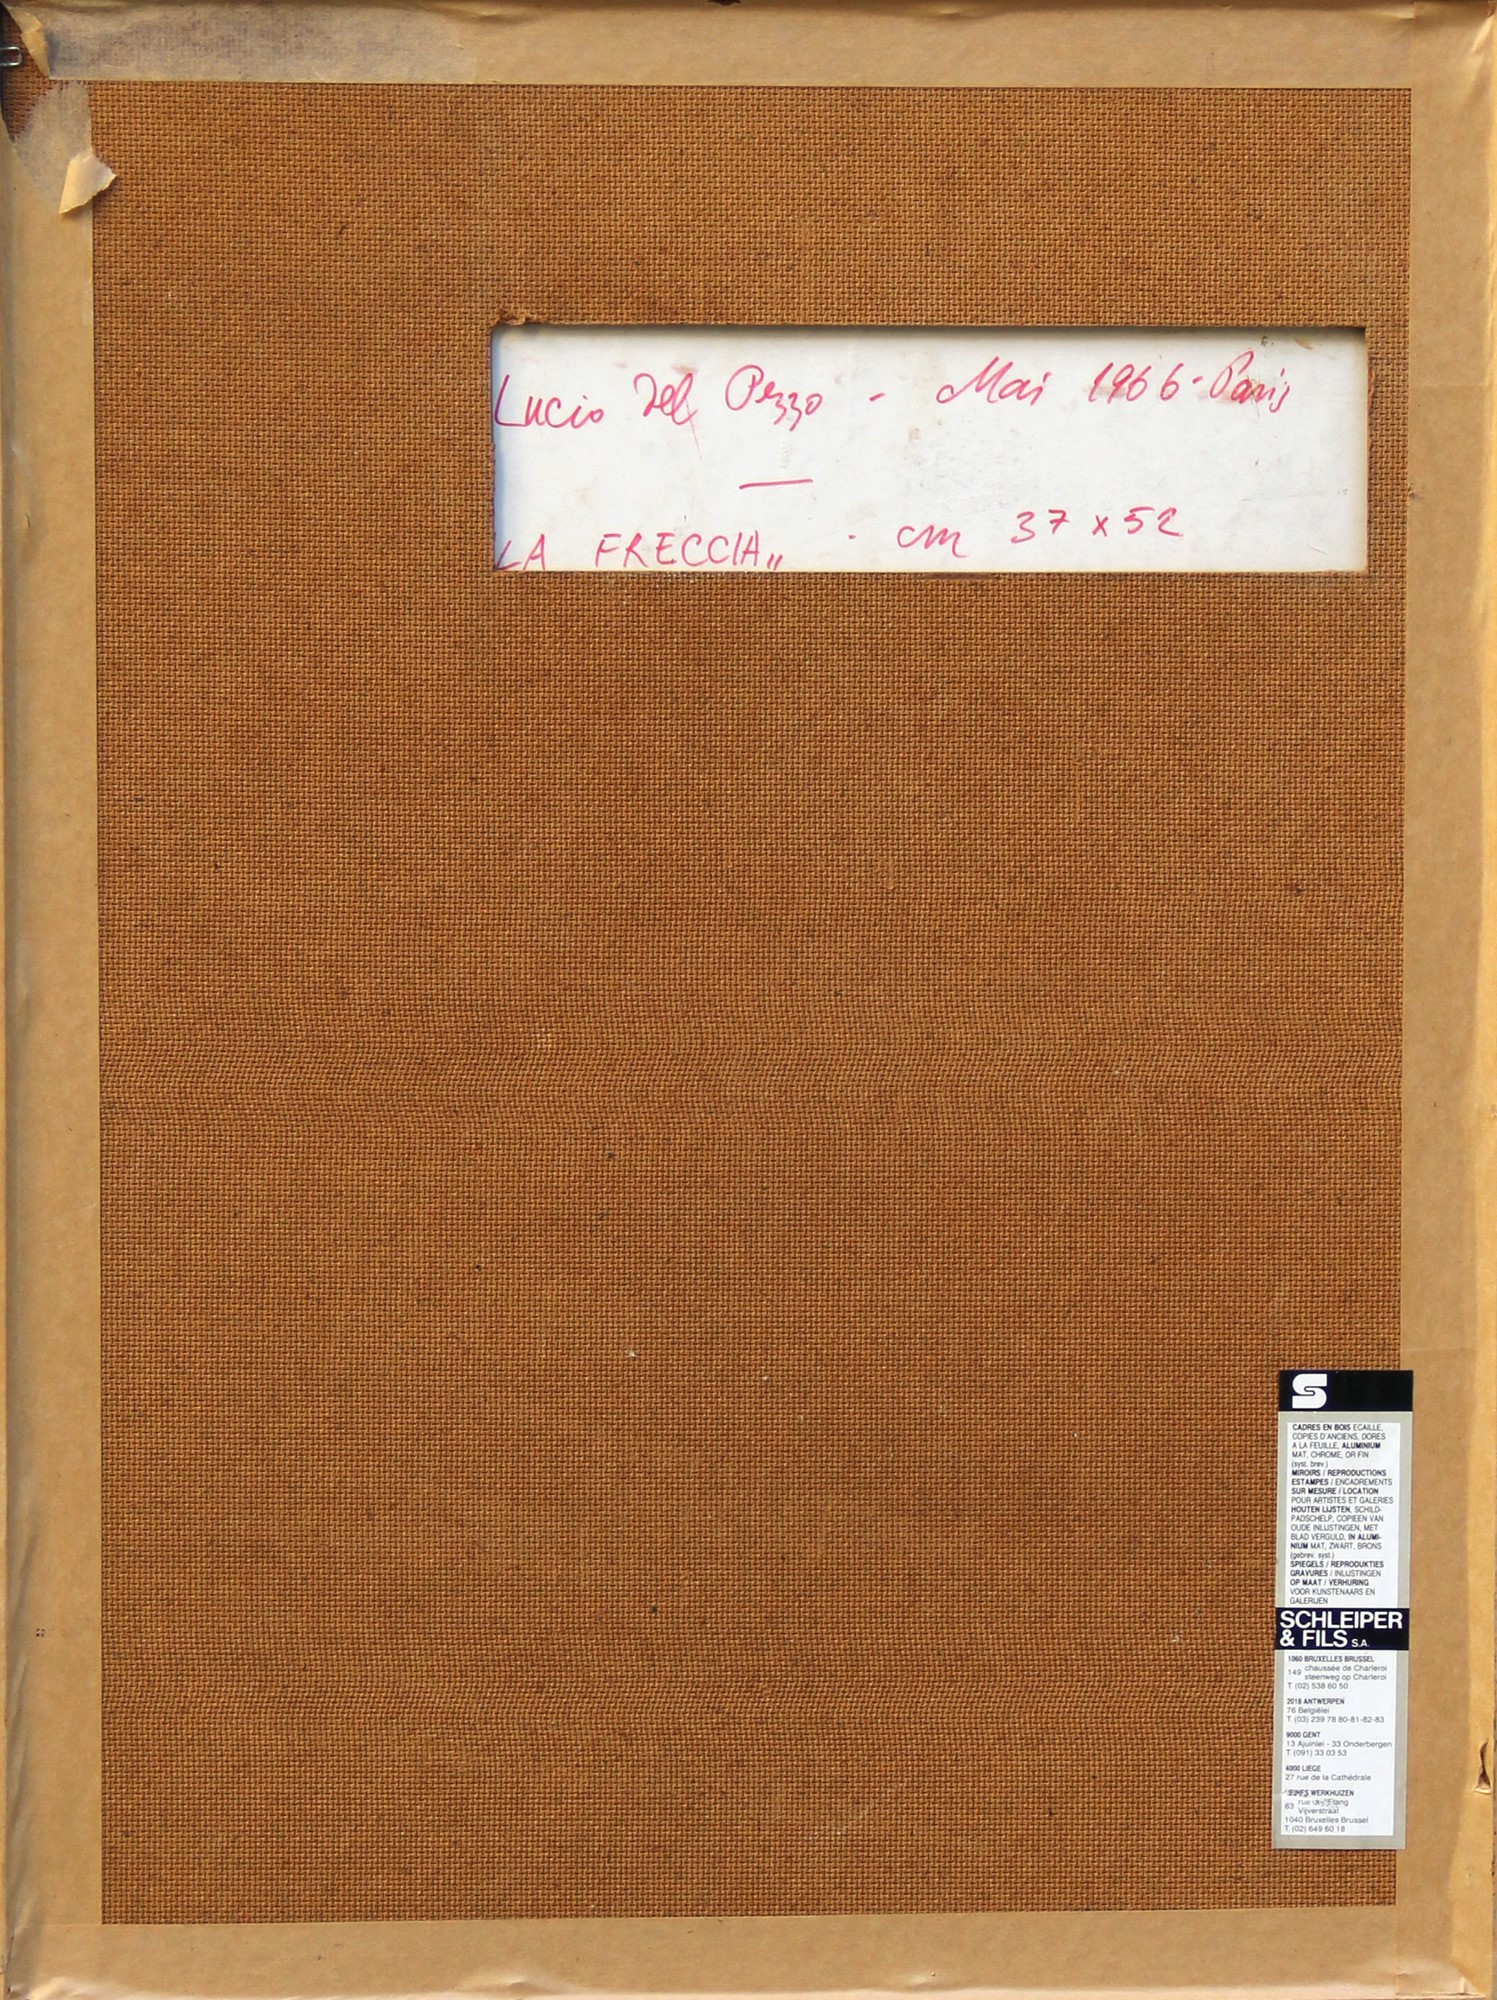 Lucio Del Pezzo - Mai 1966 - Paris
—
LA FRECCIA„ - cm 37 x 52
S
CADRES EN BOIS ECAILLE,
COPIES D'ANCIENS, DORES
A LA FEUILLE, ALUMINIUM
MAT, CHROME, OR FIN
(syst. brev.)
MIROIRS / REPRODUCTIONS
ESTAMPES / ENCADREMENTS
SUR MESURE / LOCATION
POUR ARTISTES ET GALERIES
HOUTEN LIJSTEN, SCHILD-
PADSCHELP, COPIEEN VAN
OUDE INLIJSTINGEN, MET
BLAD VERGULD, IN ALUMI-
NIUM MAT, ZWART, BRONS
(gebrev. syst.)
SPIEGELS / REPRODUKTIES
GRAVURES / INLIJSTINGEN
OP MAAT / VERHURING
VOOR KUNSTENAARS EN
GALERIJEN
SCHLEIPER
& FILS S.A.
1060 BRUXELLES BRUSSEL
149 chaussée de Charleroi
steenweg op Charleroi
T. (02) 538 60 50
2018 ANTWERPEN
76 Belgiëlei
T. (03) 239 78 80-81-82-83
9000 GENT
13 Ajuinlei - 33 Onderbergen
T. (091) 33 03 53
4000 LIEGE
27 rue de la Cathédrale
WERKHUIZEN
63 rue de l'Etang
Vijverstraat
1040 Bruxelles Brussel
T. (02) 649 60 18